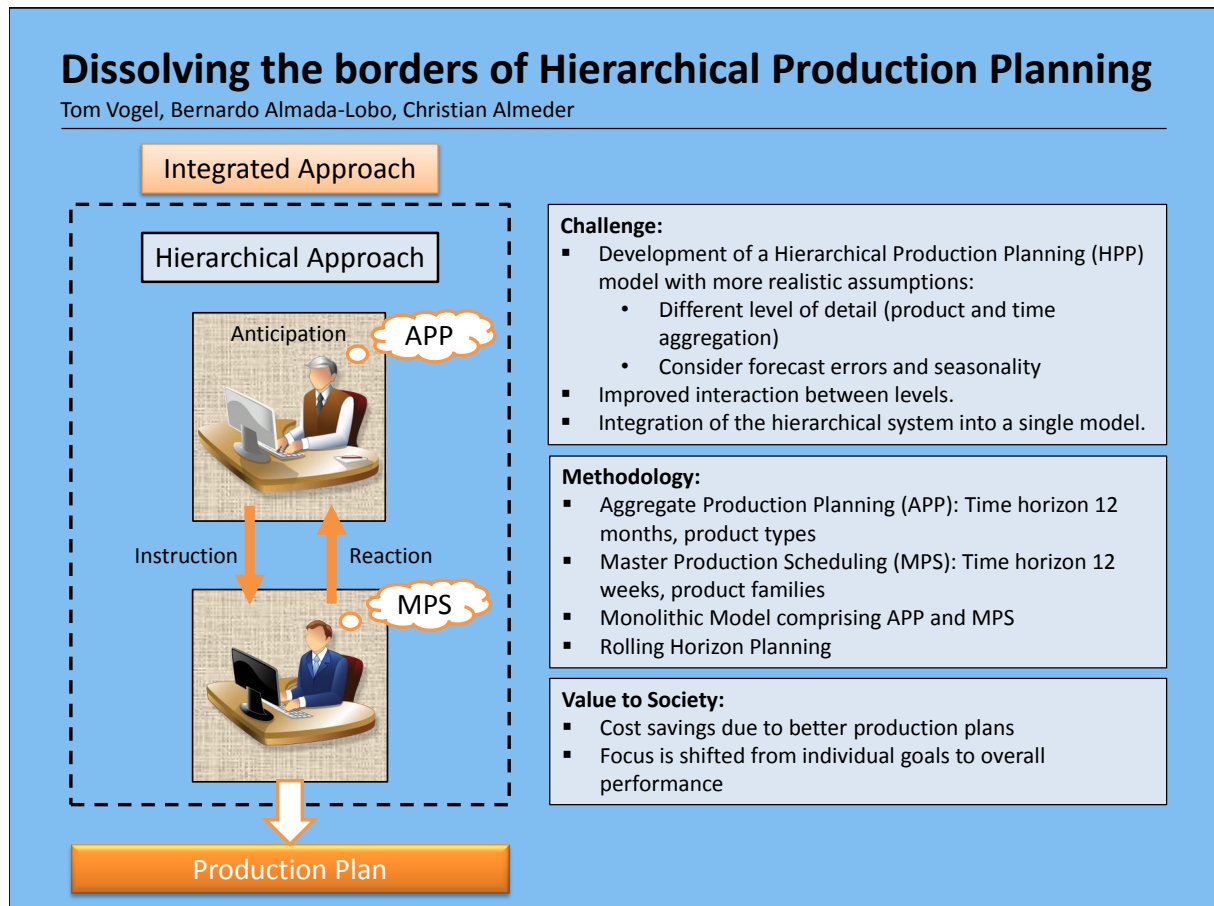 Dissolving the borders of Hierarchical Production Planning
Tom Vogel, Bernardo Almada-Lobo, Christian Almeder
Integrated Approach
Hierarchical Approach
Anticipation
APP
Instruction
Reaction
MPS
Production Plan
Challenge:
▪ Development of a Hierarchical Production Planning (HPP)
model with more realistic assumptions:
• Different level of detail (product and time
aggregation)
• Consider forecast errors and seasonality
▪ Improved interaction between levels.
▪ Integration of the hierarchical system into a single model.
Methodology:
▪ Aggregate Production Planning (APP): Time horizon 12
months, product types
▪ Master Production Scheduling (MPS): Time horizon 12
weeks, product families
▪ Monolithic Model comprising APP and MPS
▪ Rolling Horizon Planning
Value to Society:
▪ Cost savings due to better production plans
▪ Focus is shifted from individual goals to overall
performance